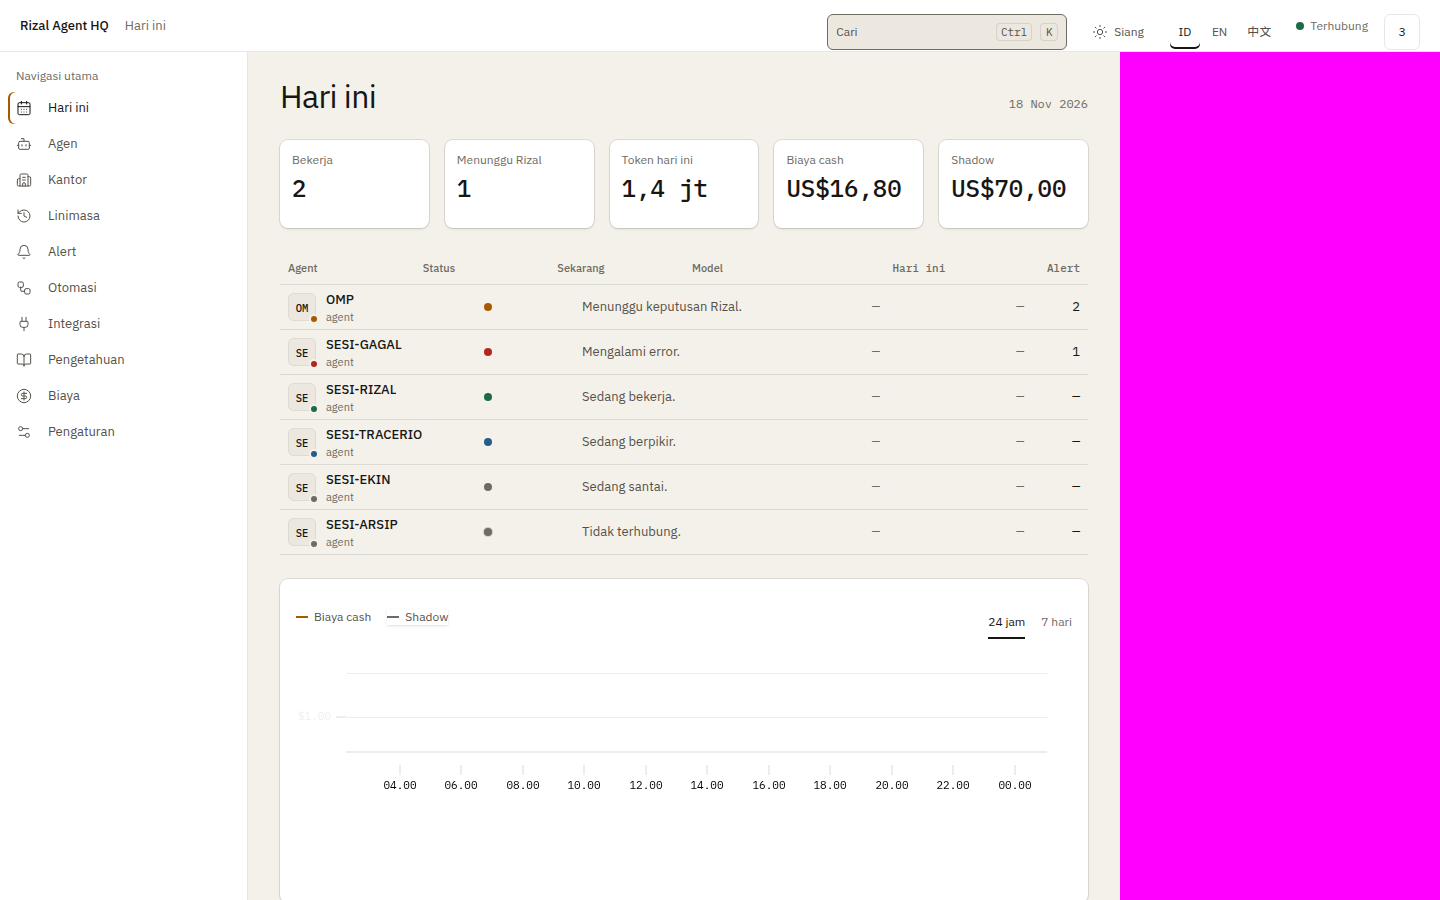 Rizal Agent HQ Hari ini Cari Ctrl K Siang ID EN 中文 Terhubung 3
Navigasi utama
Hari ini
Agen
Kantor
Linimasa
Alert
Otomasi
Integrasi
Pengetahuan
Biaya
Pengaturan
Hari ini
18 Nov 2026
Bekerja
2
Menunggu Rizal
1
Token hari ini
1,4 jt
Biaya cash
US$16,80
Shadow
US$70,00
Agent Status Sekarang Model Hari ini Alert
OM OMP Menunggu keputusan Rizal. — — 2
agent
SE SESI-GAGAL Mengalami error. — — 1
agent
SE SESI-RIZAL Sedang bekerja. — — —
agent
SE SESI-TRACERIO Sedang berpikir. — — —
agent
SE SESI-EKIN Sedang santai. — — —
agent
SE SESI-ARSIP Tidak terhubung. — — —
agent
Biaya cash Shadow 24 jam 7 hari
$1.00
04.00 06.00 08.00 10.00 12.00 14.00 16.00 18.00 20.00 22.00 00.00